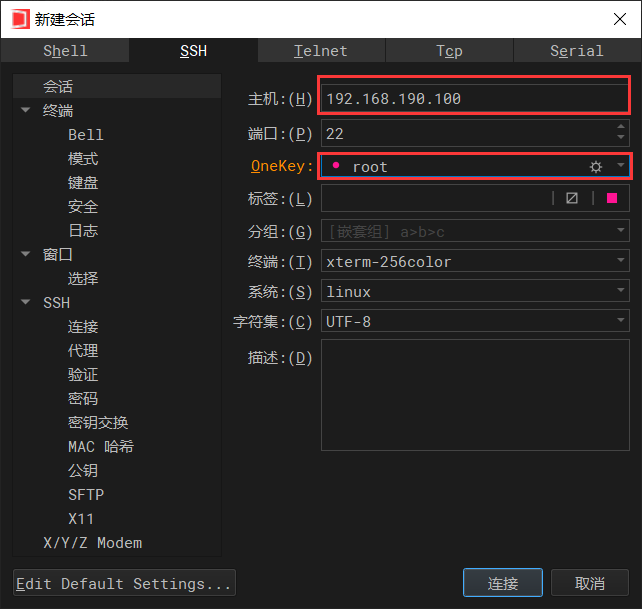 新建会话
Shell SSH Telnet Tcp Serial
会话
终端
Bell
模式
键盘
安全
日志
窗口
选择
SSH
连接
代理
验证
密码
密钥交换
MAC 哈希
公钥
SFTP
X11
X/Y/Z Modem
主机:(H) 192.168.190.100
端口:(P) 22
OneKey: root
标签:(L)
分组:(G) [嵌套组] a>b>c
终端:(T) xterm-256color
系统:(S) linux
字符集:(C) UTF-8
描述:(D)
Edit Default Settings... 连接 取消